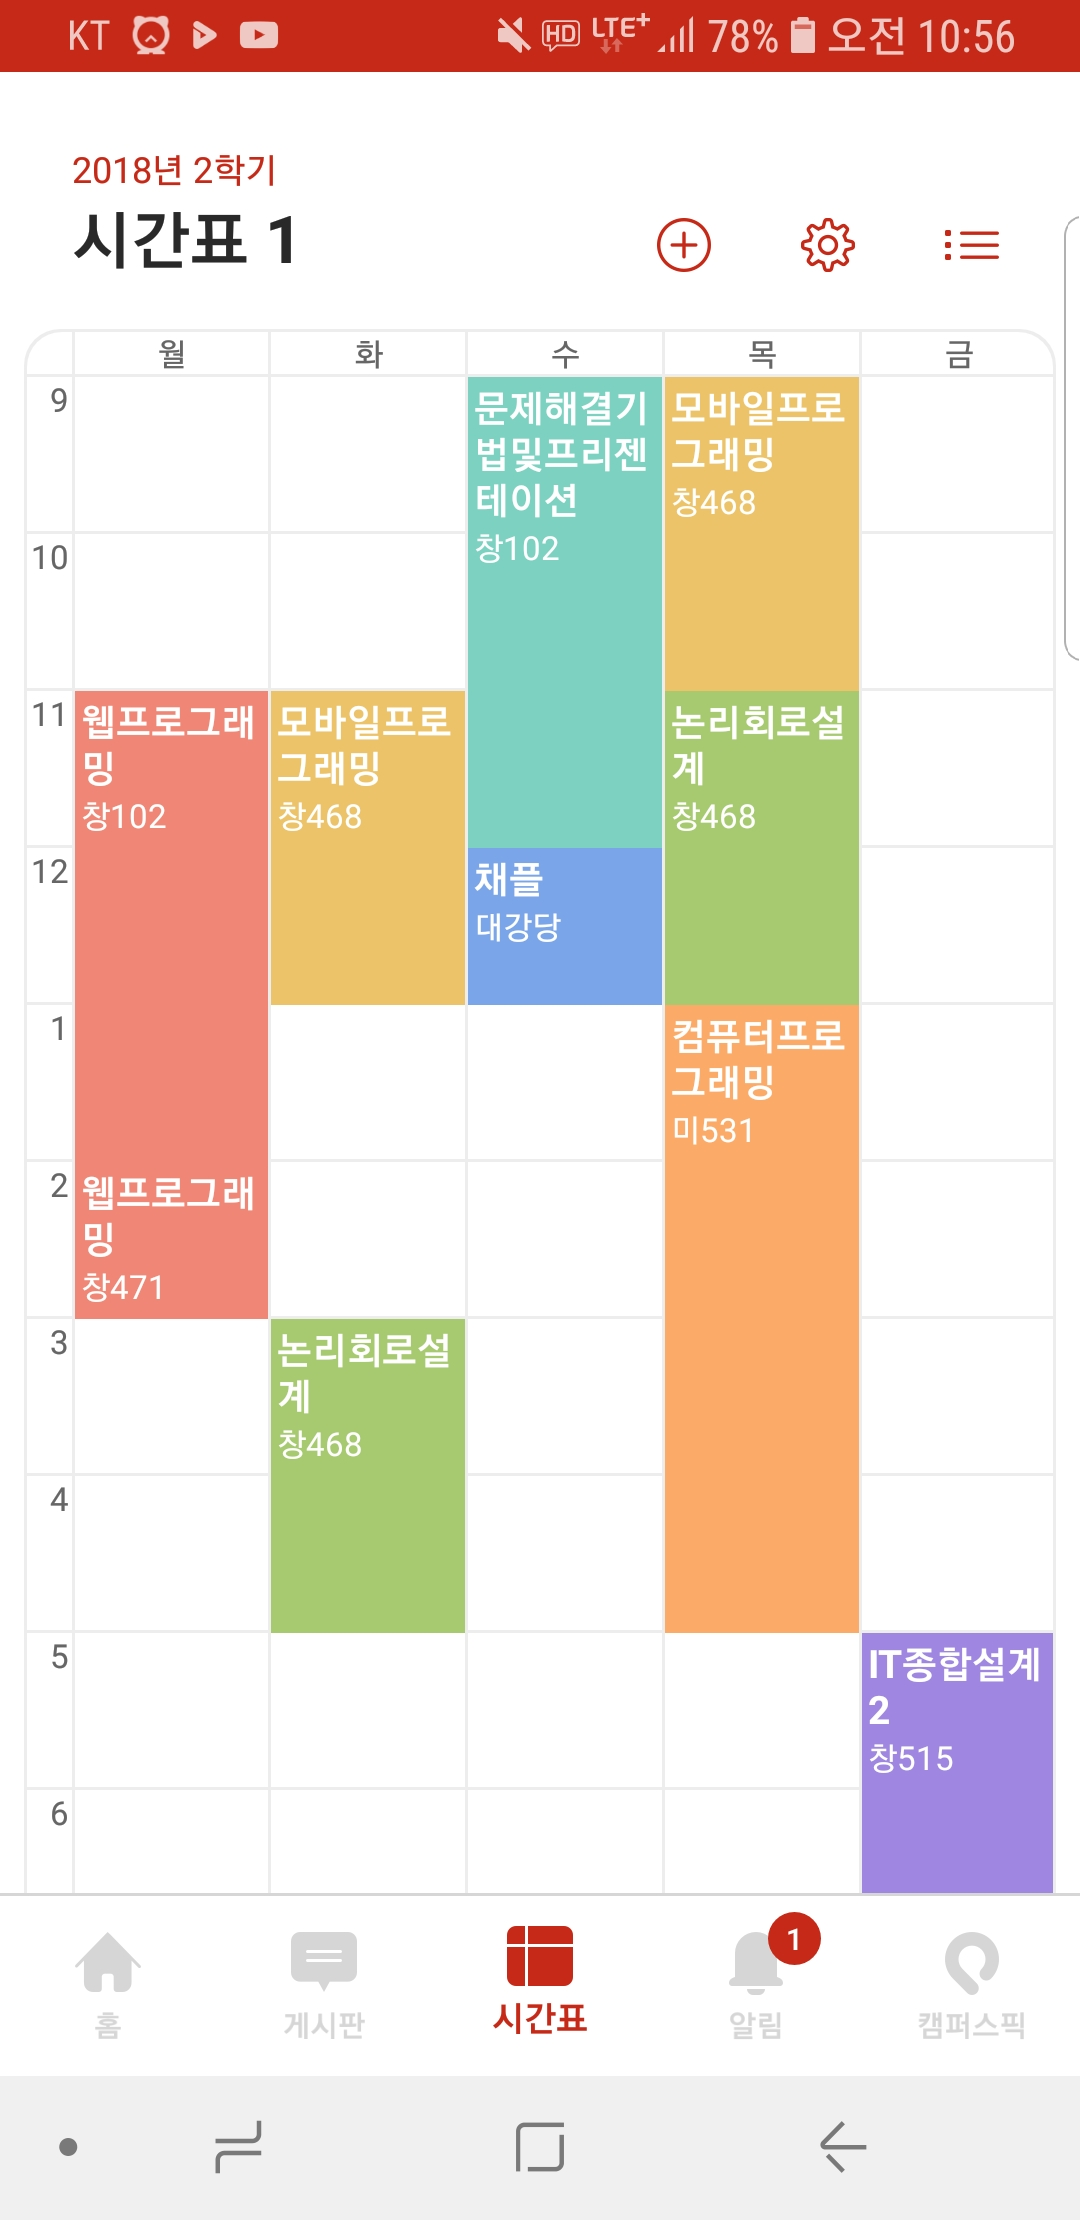 KT HD LTE+ 78% 오전 10:56
2018년 2학기
시간표 1
월 화 수 목 금
9
문제해결기
법및프리젠
테이션
창102
모바일프로
그래밍
창468
10
11
웹프로그래
밍
창102
모바일프로
그래밍
창468
논리회로설
계
창468
12
채플
대강당
1
컴퓨터프로
그래밍
미531
2
웹프로그래
밍
창471
3
논리회로설
계
창468
4
5
IT종합설계
2
창515
6
홈 게시판 시간표 1 알림 캠퍼스픽